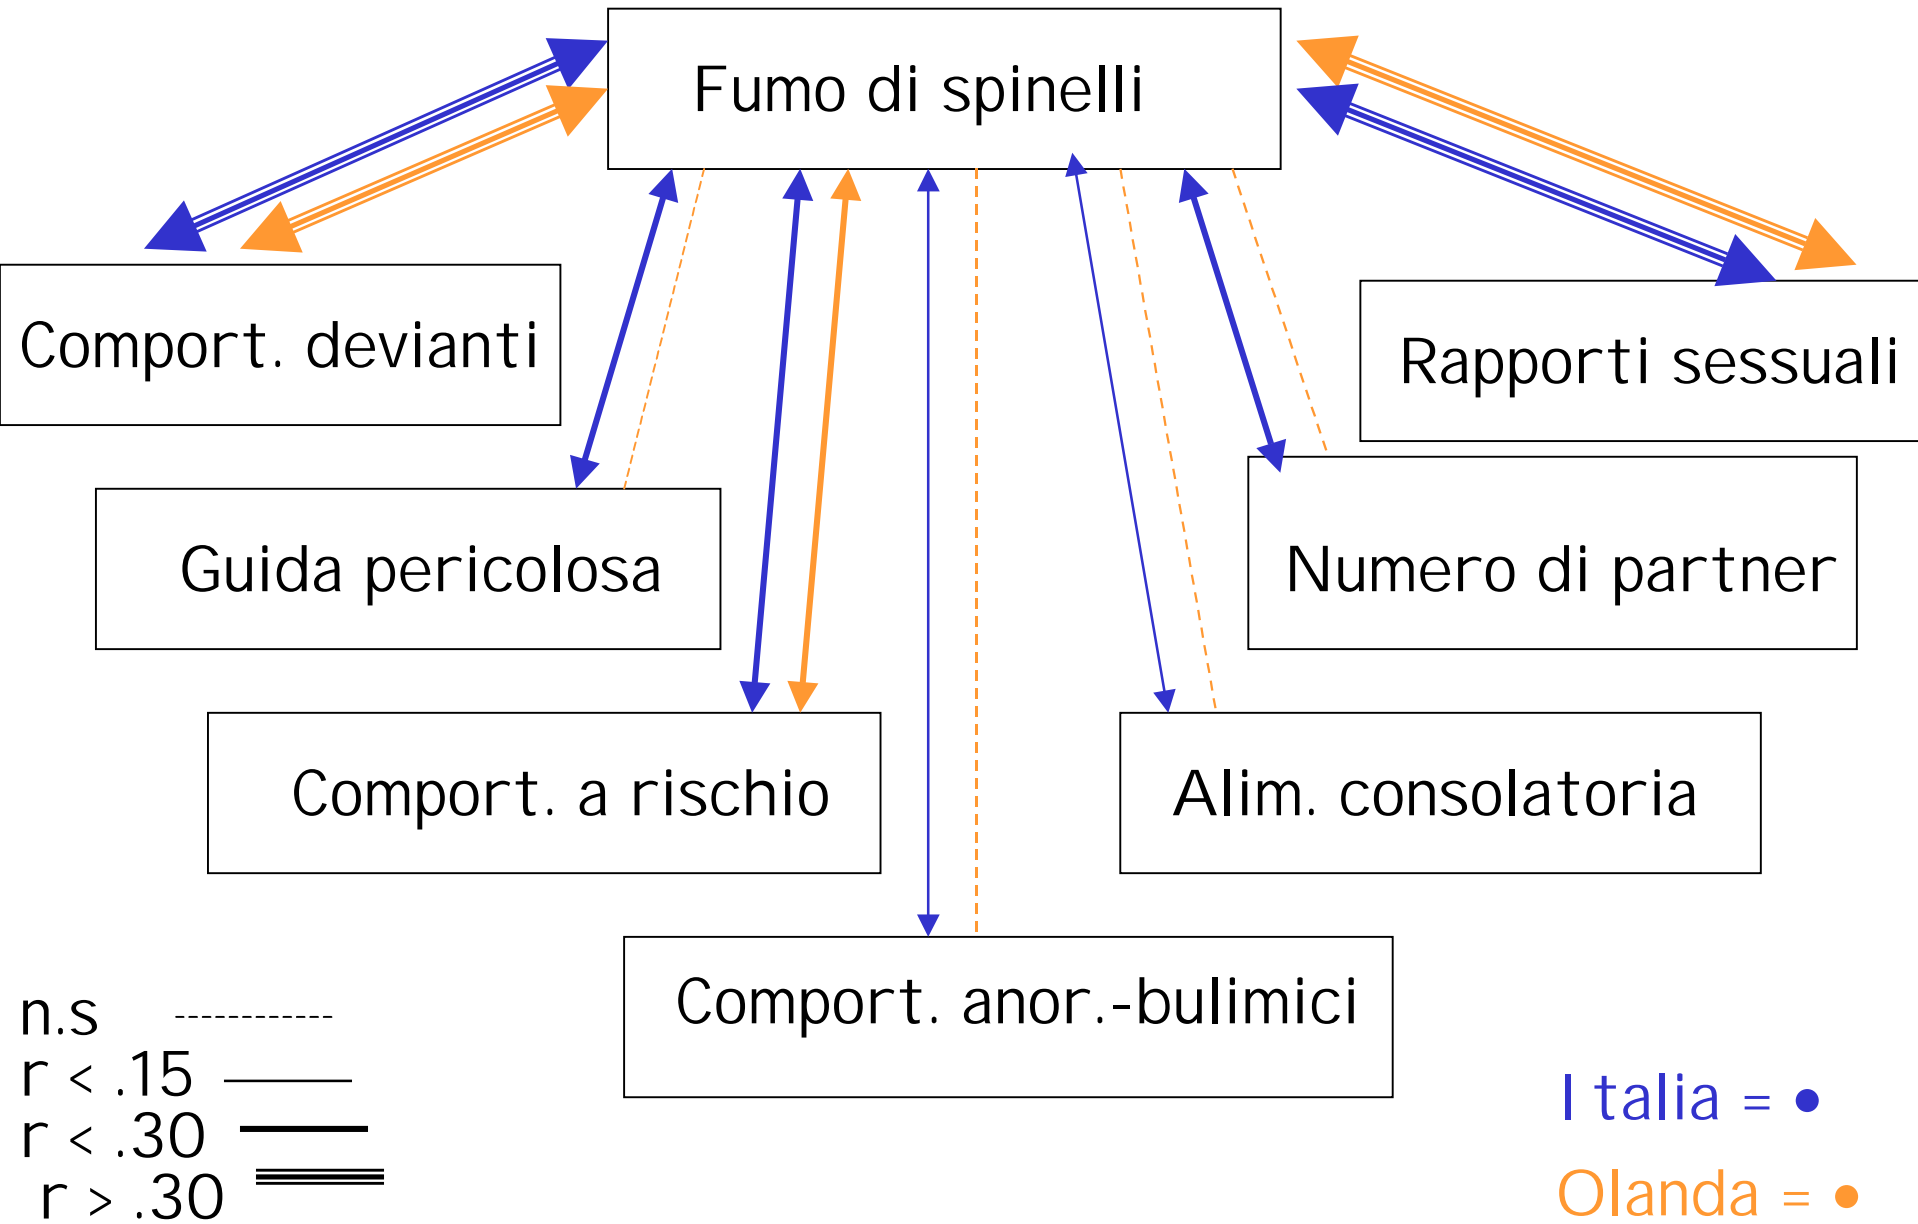 Fumo di spinelli
Comport. devianti
Rapporti sessuali
Guida pericolosa
Numero di partner
Comport. a rischio
Alim. consolatoria
Comport. anor.-bulimici
n.s
r < .15
r < .30
r > .30
Italia = •
Olanda = •